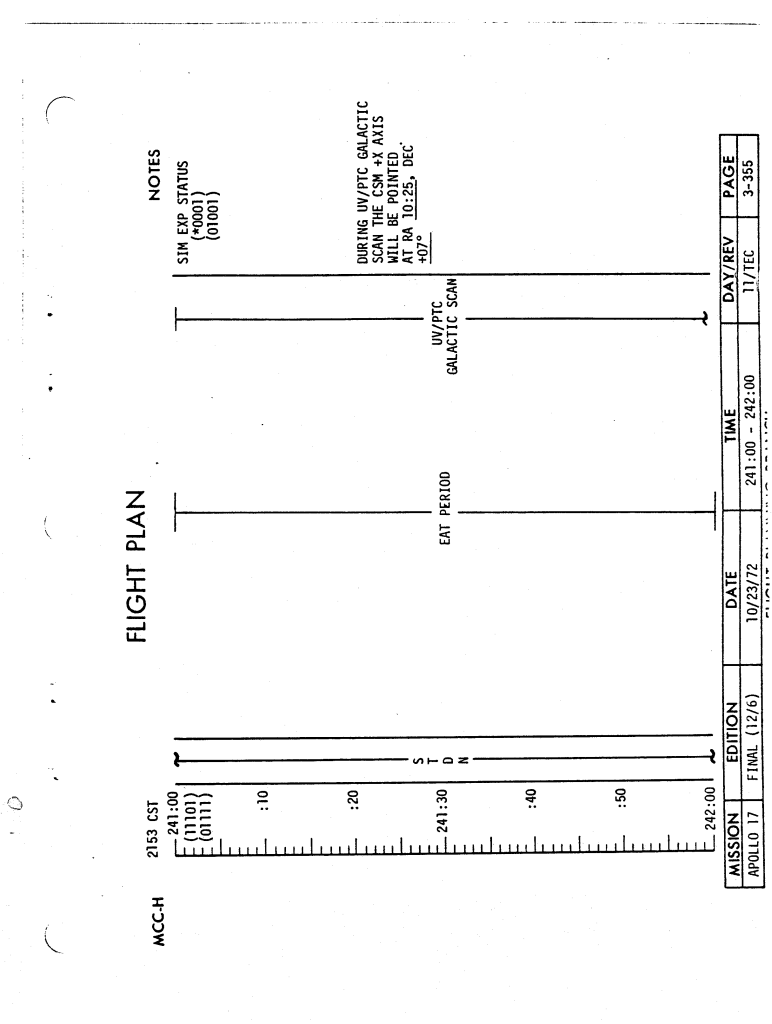 FLIGHT PLAN
MCC-H
2153 CST
NOTES
241:00
(11101)
(01111)
:10
:20
241:30
:40
:50
242:00
S
T
D
N
EAT PERIOD
UV/PTC
GALACTIC SCAN
SIM EXP STATUS
(*0001)
(01001)
DURING UV/PTC GALACTIC
SCAN THE CSM +X AXIS
WILL BE POINTED
AT RA 10:25, DEC
+07°
MISSION EDITION DATE TIME DAY/REV PAGE
APOLLO 17 FINAL (12/6) 10/23/72 241:00 - 242:00 11/TEC 3-355